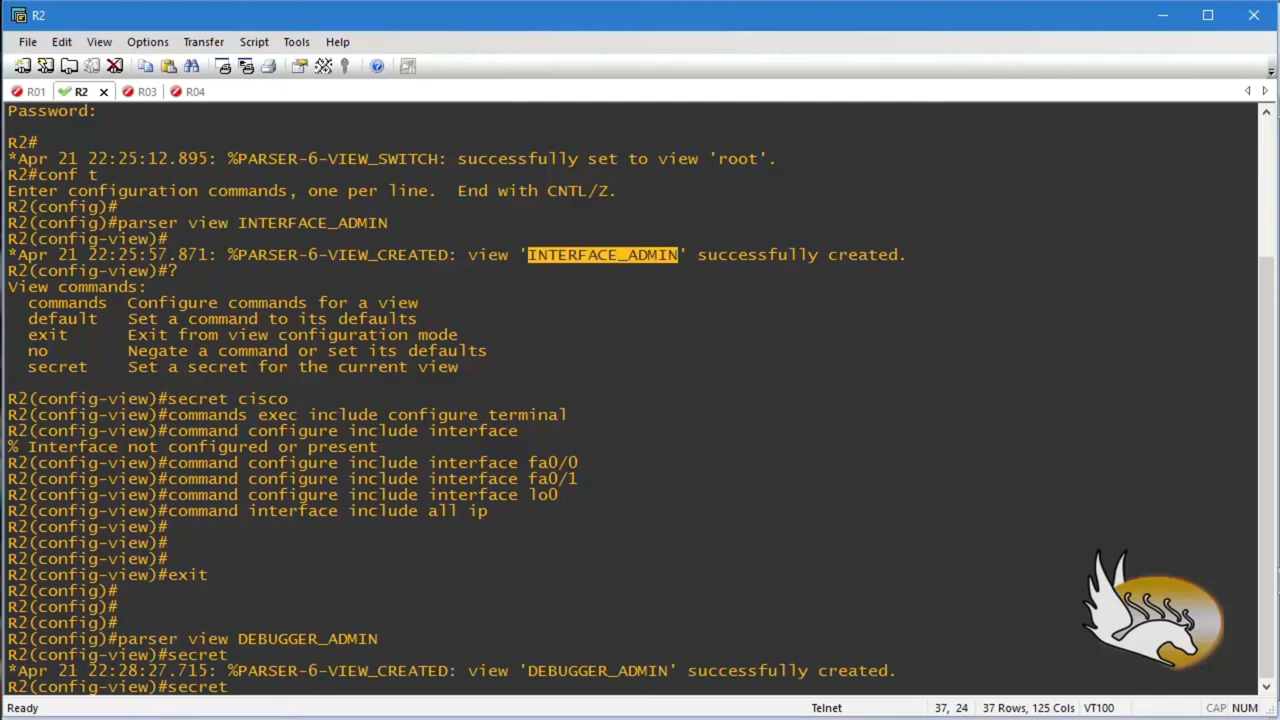 R2
File Edit View Options Transfer Script Tools Help
R01 R2 R03 R04
Password:
R2#
*Apr 21 22:25:12.895: %PARSER-6-VIEW_SWITCH: successfully set to view 'root'.
R2#conf t
Enter configuration commands, one per line.  End with CNTL/Z.
R2(config)#
R2(config)#parser view INTERFACE_ADMIN
R2(config-view)#
*Apr 21 22:25:57.871: %PARSER-6-VIEW_CREATED: view 'INTERFACE_ADMIN' successfully created.
R2(config-view)#?
View commands:
  commands  Configure commands for a view
  default   Set a command to its defaults
  exit      Exit from view configuration mode
  no        Negate a command or set its defaults
  secret    Set a secret for the current view
R2(config-view)#secret cisco
R2(config-view)#commands exec include configure terminal
R2(config-view)#command configure include interface
% Interface not configured or present
R2(config-view)#command configure include interface fa0/0
R2(config-view)#command configure include interface fa0/1
R2(config-view)#command configure include interface lo0
R2(config-view)#command interface include all ip
R2(config-view)#
R2(config-view)#
R2(config-view)#
R2(config-view)#exit
R2(config)#
R2(config)#
R2(config)#
R2(config)#parser view DEBUGGER_ADMIN
R2(config-view)#secret
*Apr 21 22:28:27.715: %PARSER-6-VIEW_CREATED: view 'DEBUGGER_ADMIN' successfully created.
R2(config-view)#secret
Ready Telnet 37, 24 37 Rows, 125 Cols VT100 CAP NUM